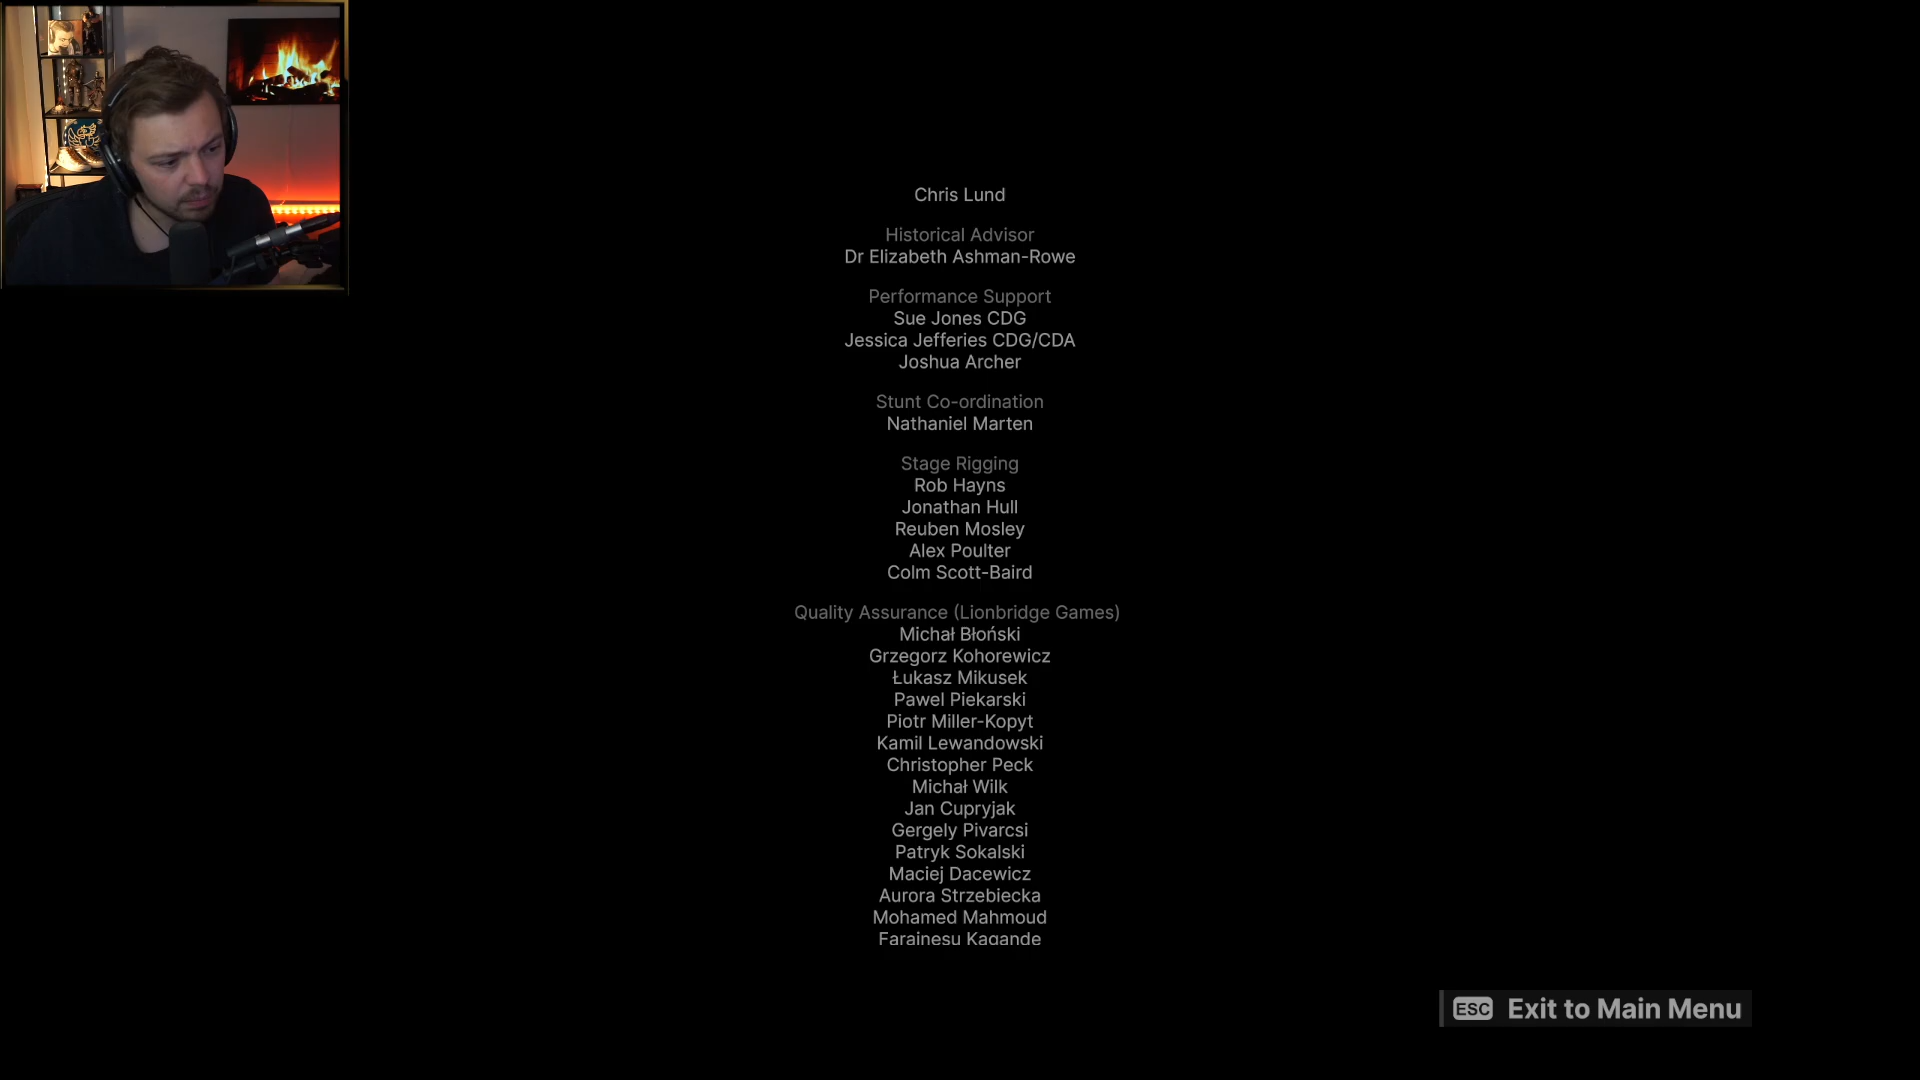 Chris Lund
Historical Advisor
Dr Elizabeth Ashman-Rowe
Performance Support
Sue Jones CDG
Jessica Jefferies CDG/CDA
Joshua Archer
Stunt Co-ordination
Nathaniel Marten
Stage Rigging
Rob Hayns
Jonathan Hull
Reuben Mosley
Alex Poulter
Colm Scott-Baird
Quality Assurance (Lionbridge Games)
Michał Błoński
Grzegorz Kohorewicz
Łukasz Mikusek
Pawel Piekarski
Piotr Miller-Kopyt
Kamil Lewandowski
Christopher Peck
Michał Wilk
Jan Cupryjak
Gergely Pivarcsi
Patryk Sokalski
Maciej Dacewicz
Aurora Strzebiecka
Mohamed Mahmoud
Farainesu Kagande
ESC Exit to Main Menu